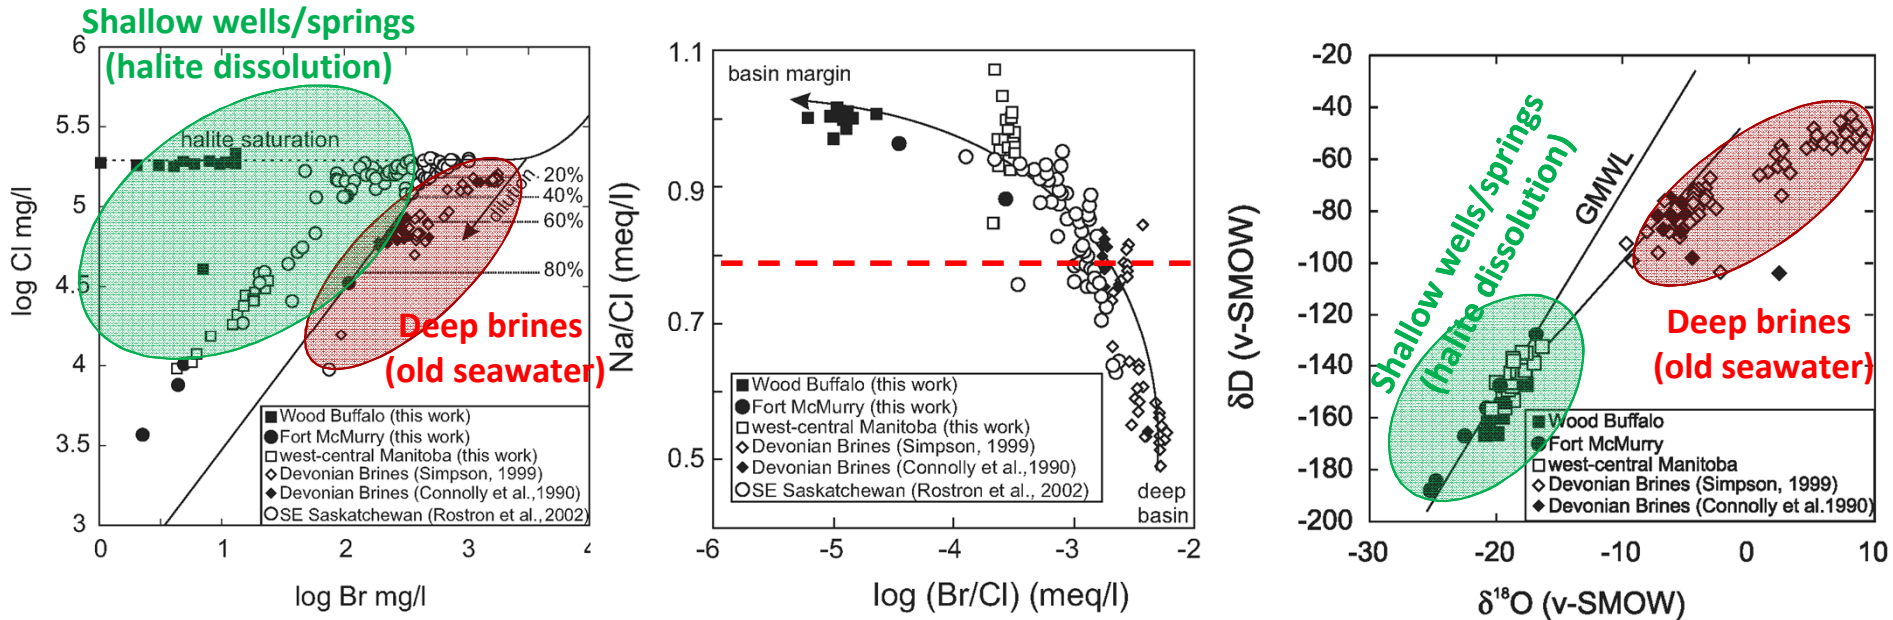 Shallow wells/springs
(halite dissolution)
6
5.5
5
4.5
4
3.5
3
log Cl mg/l
halite saturation
20%
40%
60%
80%
dilution
Deep brines
(old seawater)
Wood Buffalo (this work)
Fort McMurry (this work)
west-central Manitoba (this work)
Devonian Brines (Simpson, 1999)
Devonian Brines (Connolly et al.,1990)
SE Saskatchewan (Rostron et al., 2002)
0
1
2
3
4
log Br mg/l
1.1
0.9
0.7
0.5
Na/Cl (meq/l)
basin margin
Wood Buffalo (this work)
Fort McMurry (this work)
west-central Manitoba (this work)
Devonian Brines (Simpson, 1999)
Devonian Brines (Connolly et al.,1990)
SE Saskatchewan (Rostron et al., 2002)
deep
basin
-6
-5
-4
-3
-2
log (Br/Cl) (meq/l)
-20
-40
-60
-80
-100
-120
-140
-160
-180
-200
δD (v-SMOW)
Shallow wells/springs
(halite dissolution)
GMWL
Deep brines
(old seawater)
Wood Buffalo
Fort McMurry
west-central Manitoba
Devonian Brines (Simpson, 1999)
Devonian Brines (Connolly et al.1990)
-30
-20
-10
0
10
δ18O (v-SMOW)